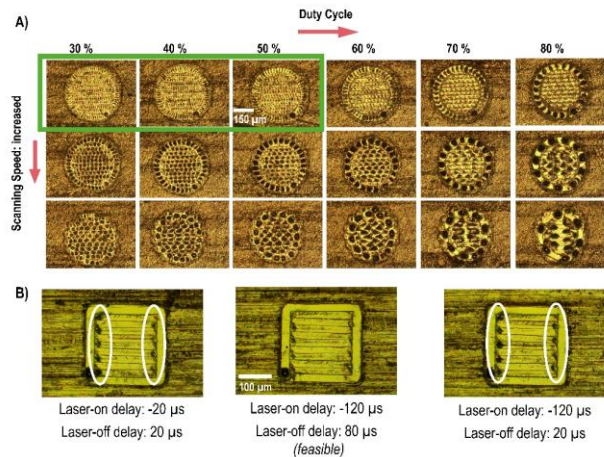 A)
Duty Cycle
30 %
40 %
50 %
60 %
70 %
80 %
Scanning Speed: increased
150 µm
B)
100 µm
Laser-on delay: -20 µs
Laser-off delay: 20 µs
Laser-on delay: -120 µs
Laser-off delay: 80 µs
(feasible)
Laser-on delay: -120 µs
Laser-off delay: 20 µs